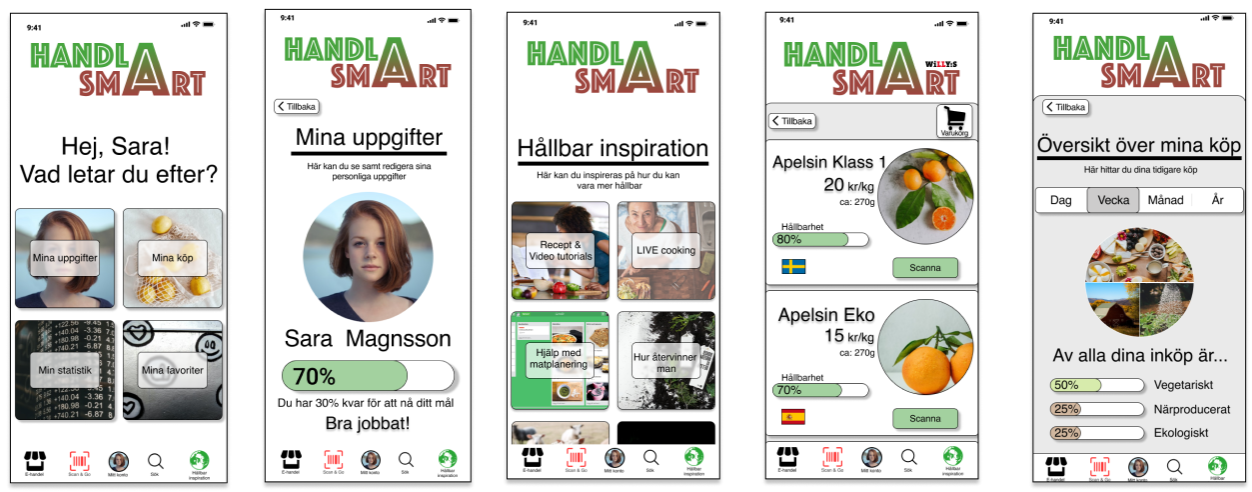 9:41
HANDLA
SMART
Hej, Sara!
Vad letar du efter?
Mina uppgifter
Mina köp
Min statistik
Mina favoriter
E-handel
Scan & Go
Mitt konto
Sök
Hållbar
inspiration
9:41
HANDLA
SMART
Tillbaka
Mina uppgifter
Här kan du se samt redigera sina
personliga uppgifter
Sara Magnsson
70%
Du har 30% kvar för att nå ditt mål
Bra jobbat!
E-handel
Scan & Go
Mitt konto
Sök
Hållbar
inspiration
9:41
HANDLA
SMART
Hållbar inspiration
Här kan du inspireras på hur du kan
vara mer hållbar
Recept &
Video tutorials
LIVE cooking
Hjälp med
matplanering
Hur återvinner
man
E-handel
Scan & Go
Mitt konto
Sök
Hållbar
inspiration
9:41
HANDLA
SMART
WiLLY:S
Tillbaka
Varukorg
Apelsin Klass 1
20 kr/kg
ca: 270g
Hållbarhet
80%
Scanna
Apelsin Eko
15 kr/kg
ca: 270g
Hållbarhet
70%
Scanna
E-handel
Scan & Go
Mitt konto
Sök
Hållbar
inspiration
9:41
HANDLA
SMART
Tillbaka
Översikt över mina köp
Här hittar du dina tidigare köp
Dag Vecka Månad År
Av alla dina inköp är...
50% Vegetariskt
25% Närproducerat
25% Ekologiskt
E-handel
Scan & Go
Mitt konto
Sök
Hållbar